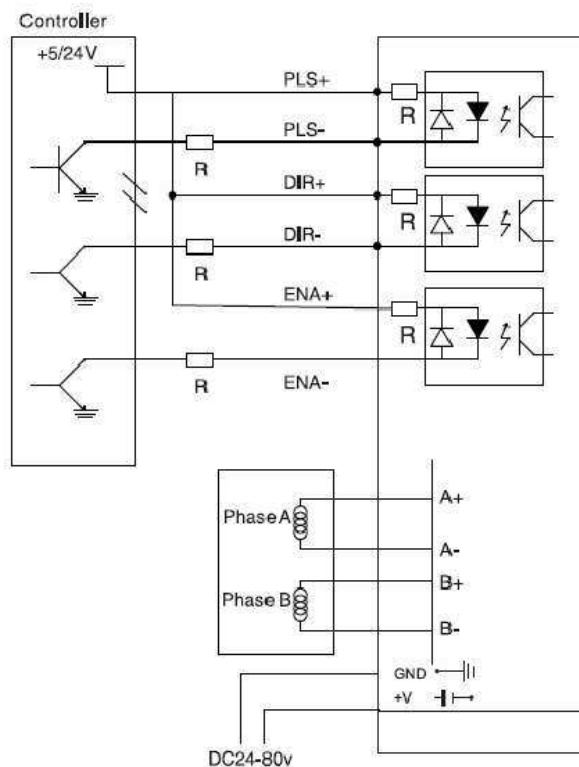 Controller
+5/24V
PLS+
R
PLS-
R
DIR+
R
DIR-
R
ENA+
R
ENA-
R
A+
Phase A
A-
B+
Phase B
B-
GND
+V
DC24-80v